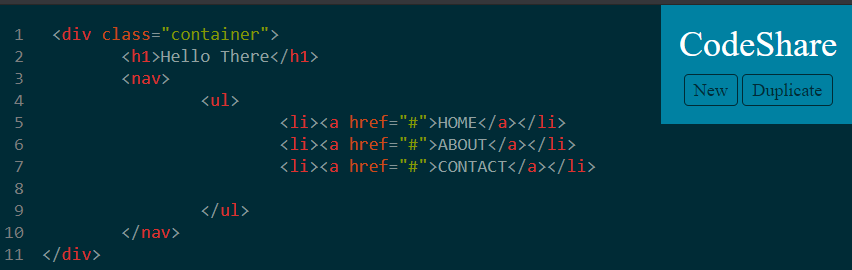 1 <div class="container">
2 <h1>Hello There</h1>
3 <nav>
4 <ul>
5 <li><a href="#">HOME</a></li>
6 <li><a href="#">ABOUT</a></li>
7 <li><a href="#">CONTACT</a></li>
8
9 </ul>
10 </nav>
11 </div>
CodeShare
New Duplicate